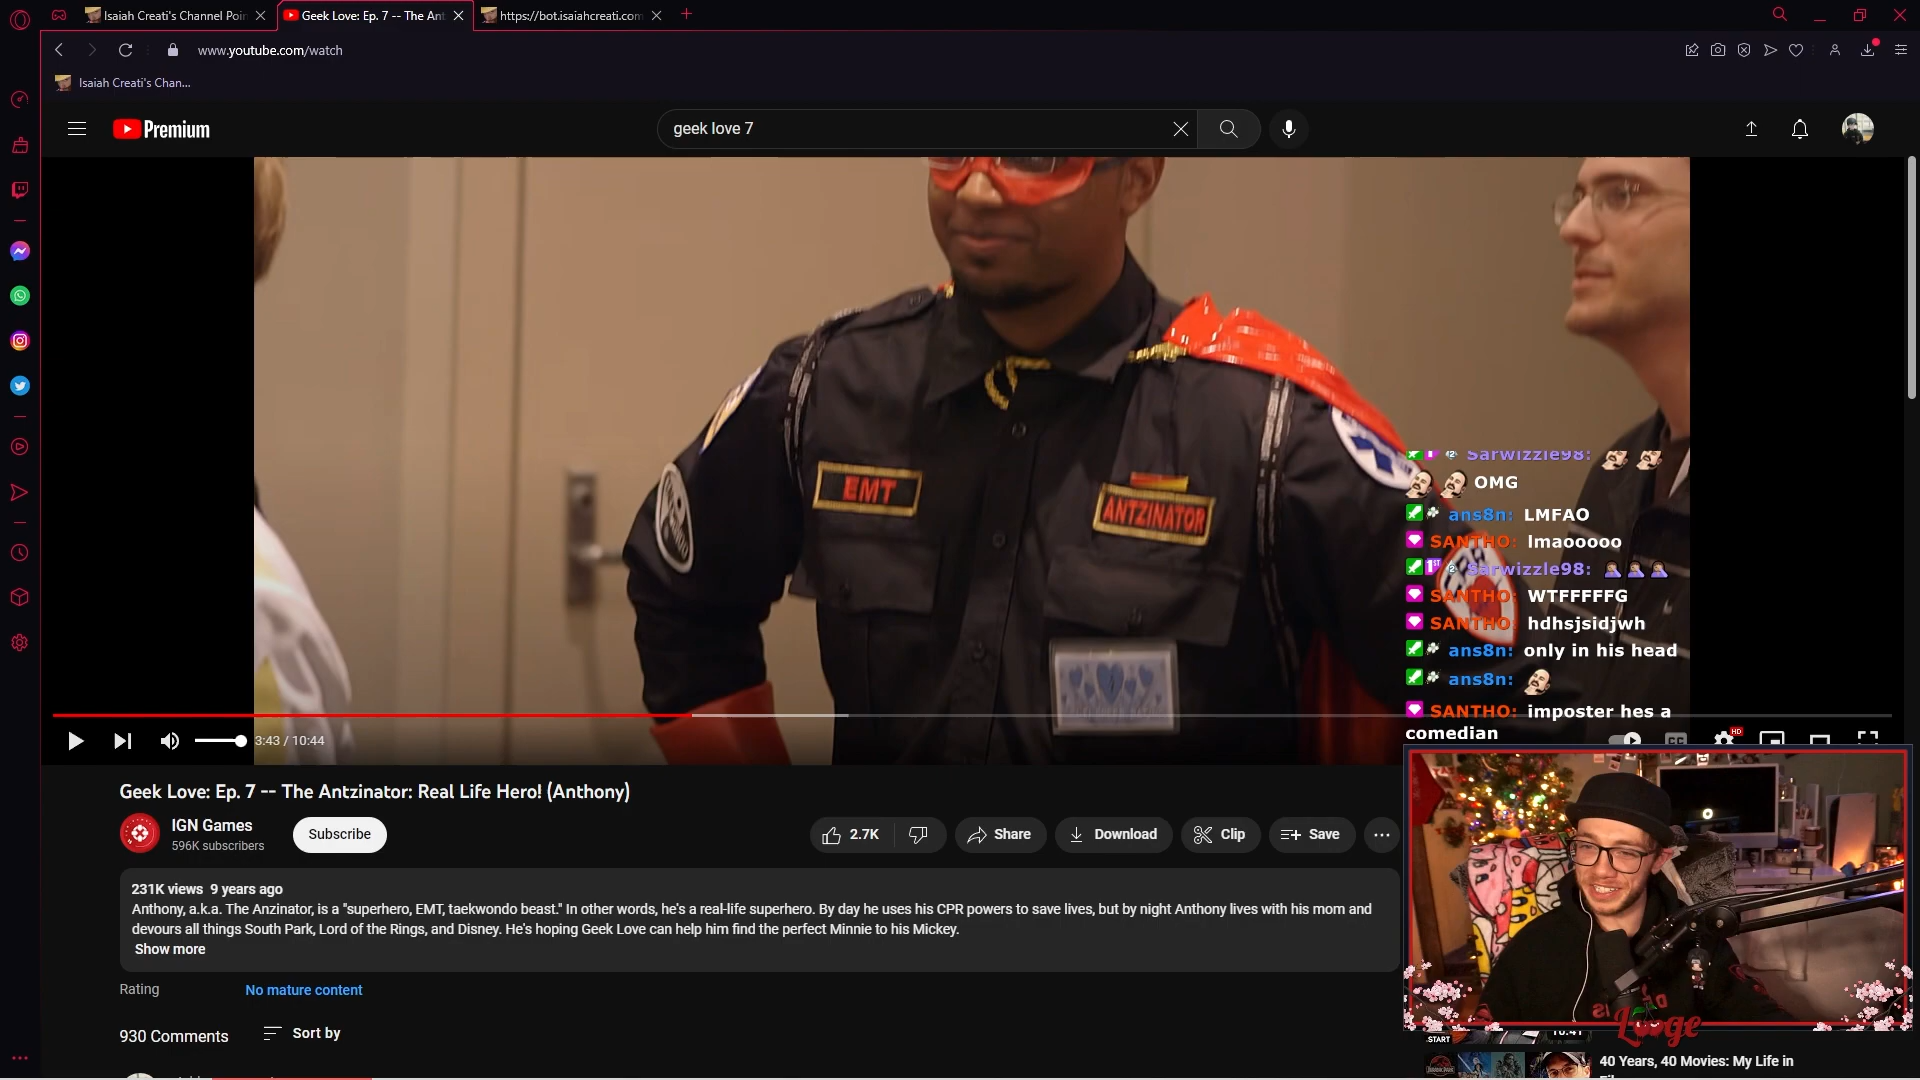 Isaiah Creati's Channel Poin
Geek Love: Ep. 7 -- The Ant
https://bot.isaiahcreati.com
www.youtube.com/watch
Isaiah Creati's Chan...
Premium
geek love 7
EMT
ANTZINATOR
Sarwizzle98:
OMG
ans8n: LMFAO
SANTHO: lmaooooo
1ST Sarwizzle98:
SANTHO: WTFFFFFG
SANTHO: hdhsjsidjwh
ans8n: only in his head
ans8n:
SANTHO: imposter hes a
comedian
3:43 / 10:44
CC
HD
Geek Love: Ep. 7 -- The Antzinator: Real Life Hero! (Anthony)
IGN Games
596K subscribers
Subscribe
2.7K
Share
Download
Clip
Save
231K views 9 years ago
Anthony, a.k.a. The Anzinator, is a "superhero, EMT, taekwondo beast." In other words, he's a real-life superhero. By day he uses his CPR powers to save lives, but by night Anthony lives with his mom and
devours all things South Park, Lord of the Rings, and Disney. He's hoping Geek Love can help him find the perfect Minnie to his Mickey.
Show more
Rating
No mature content
930 Comments
Sort by
START
40 Years, 40 Movies: My Life in